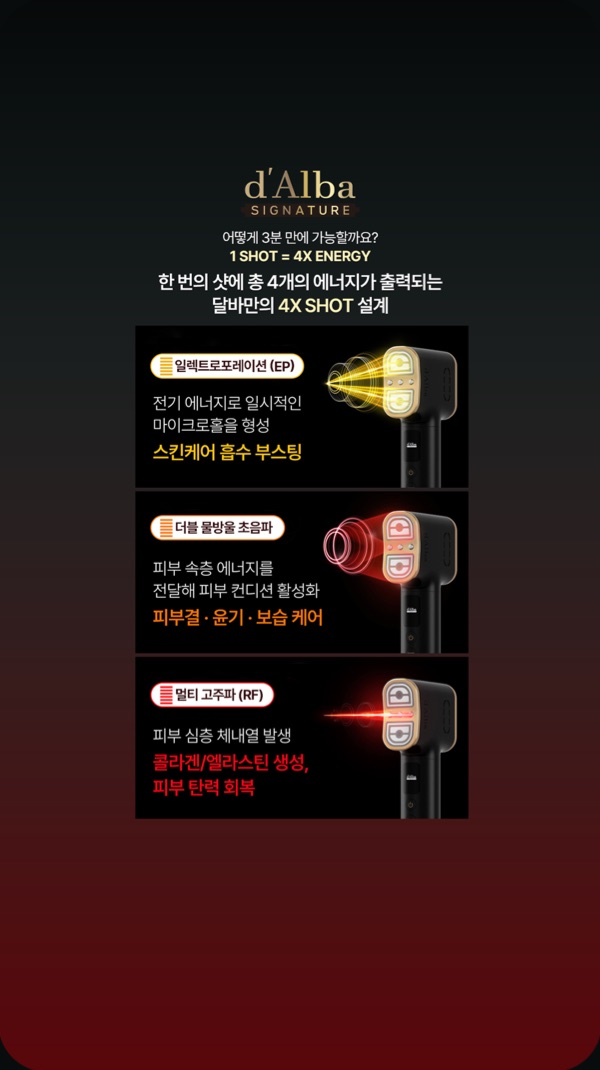 d'Alba
SIGNATURE
어떻게 3분 만에 가능할까요?
1 SHOT = 4X ENERGY
한 번의 샷에 총 4개의 에너지가 출력되는
달바만의 4X SHOT 설계
일렉트로포레이션 (EP)
전기 에너지로 일시적인
마이크로홀을 형성
스킨케어 흡수 부스팅
더블 물방울 초음파
피부 속층 에너지를
전달해 피부 컨디션 활성화
피부결 · 윤기 · 보습 케어
멀티 고주파 (RF)
피부 심층 체내열 발생
콜라겐/엘라스틴 생성,
피부 탄력 회복